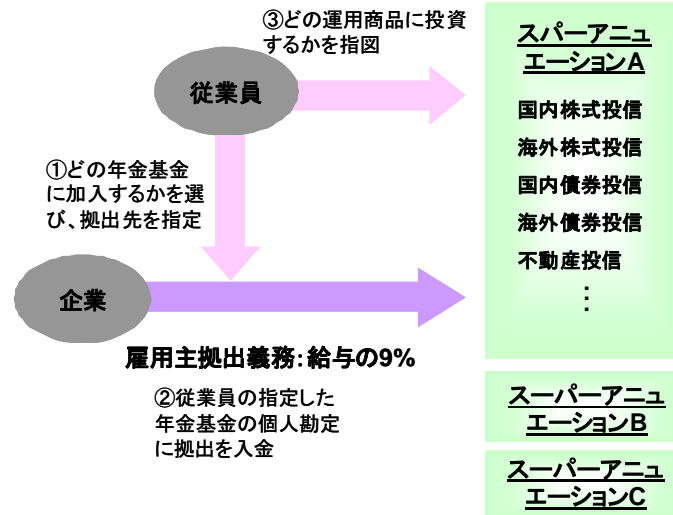 ③どの運用商品に投資
するかを指図
従業員
①どの年金基金
に加入するかを選
び、拠出先を指定
企業
雇用主拠出義務：給与の9%
②従業員の指定した
年金基金の個人勘定
に拠出を入金
スパーアニュ
エーションA
国内株式投信
海外株式投信
国内債券投信
海外債券投信
不動産投信
⋮
スーパーアニュ
エーションB
スーパーアニュ
エーションC